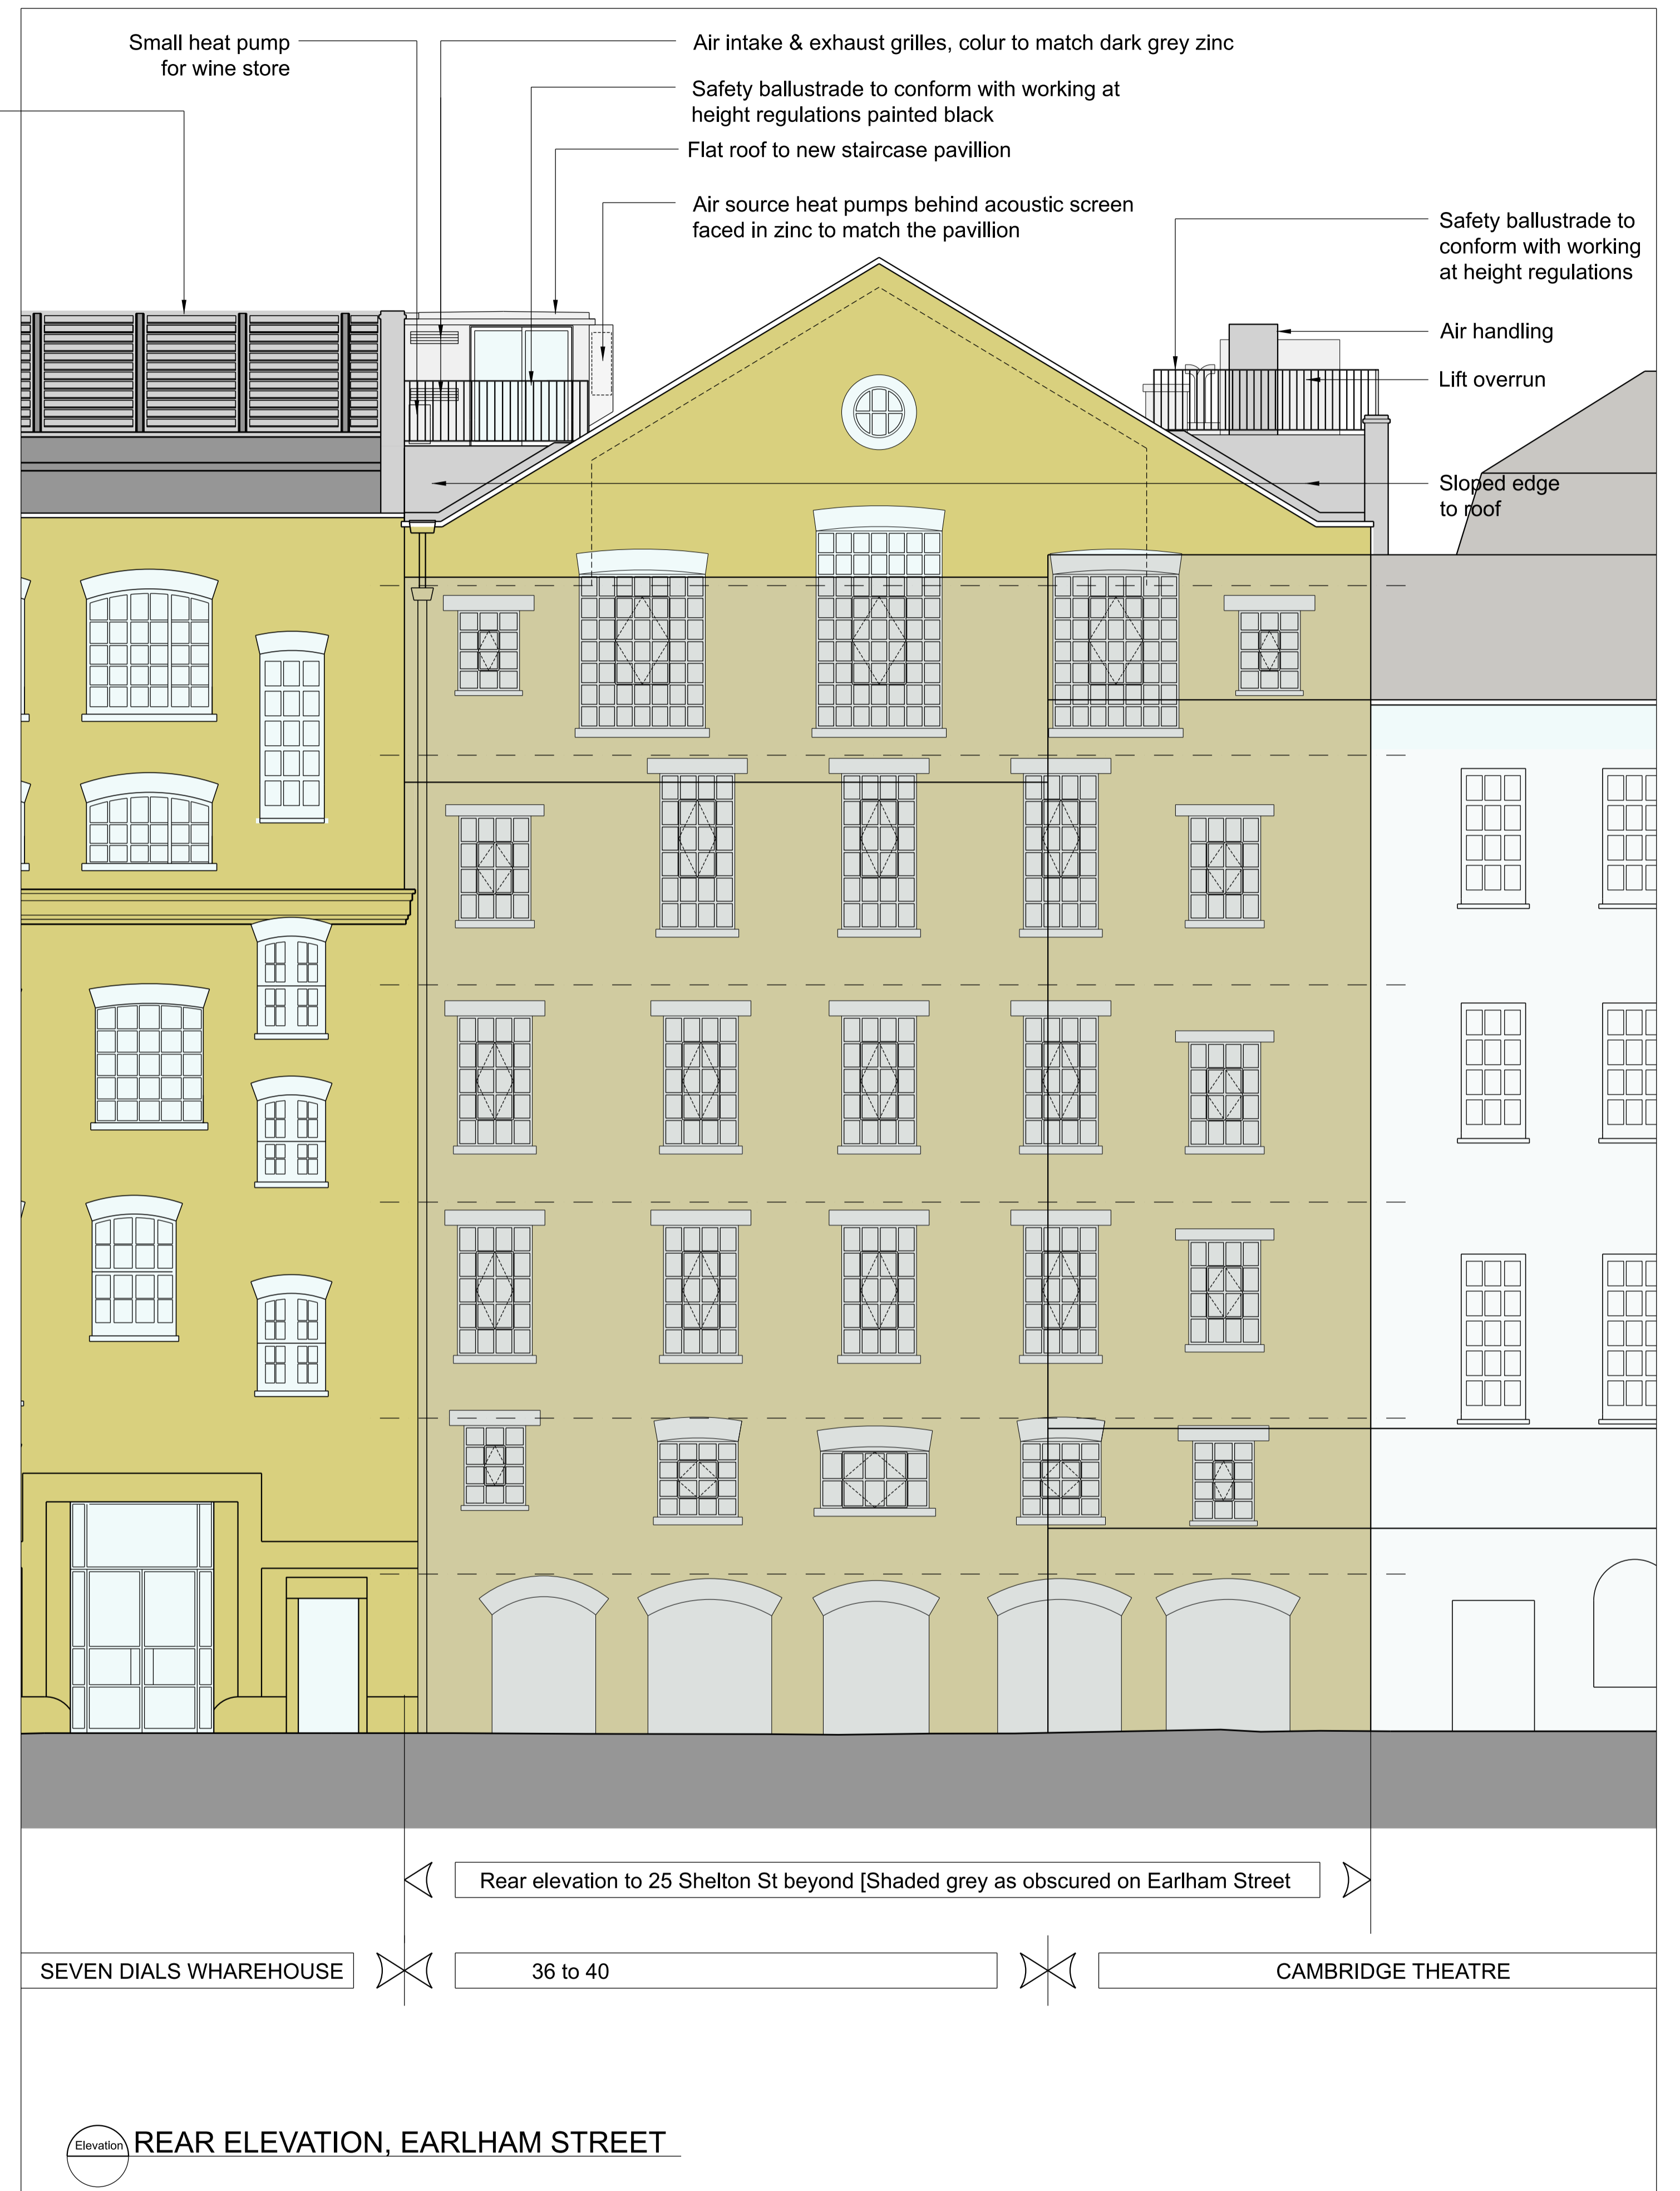 Small heat pump
for wine store
Air intake & exhaust grilles, colur to match dark grey zinc
Safety ballustrade to conform with working at
height regulations painted black
Flat roof to new staircase pavillion
Air source heat pumps behind acoustic screen
faced in zinc to match the pavillion
Safety ballustrade to
conform with working
at height regulations
Air handling
Lift overrun
Sloped edge
to roof
Rear elevation to 25 Shelton St beyond [Shaded grey as obscured on Earlham Street
SEVEN DIALS WHAREHOUSE
36 to 40
CAMBRIDGE THEATRE
Elevation
REAR ELEVATION, EARLHAM STREET